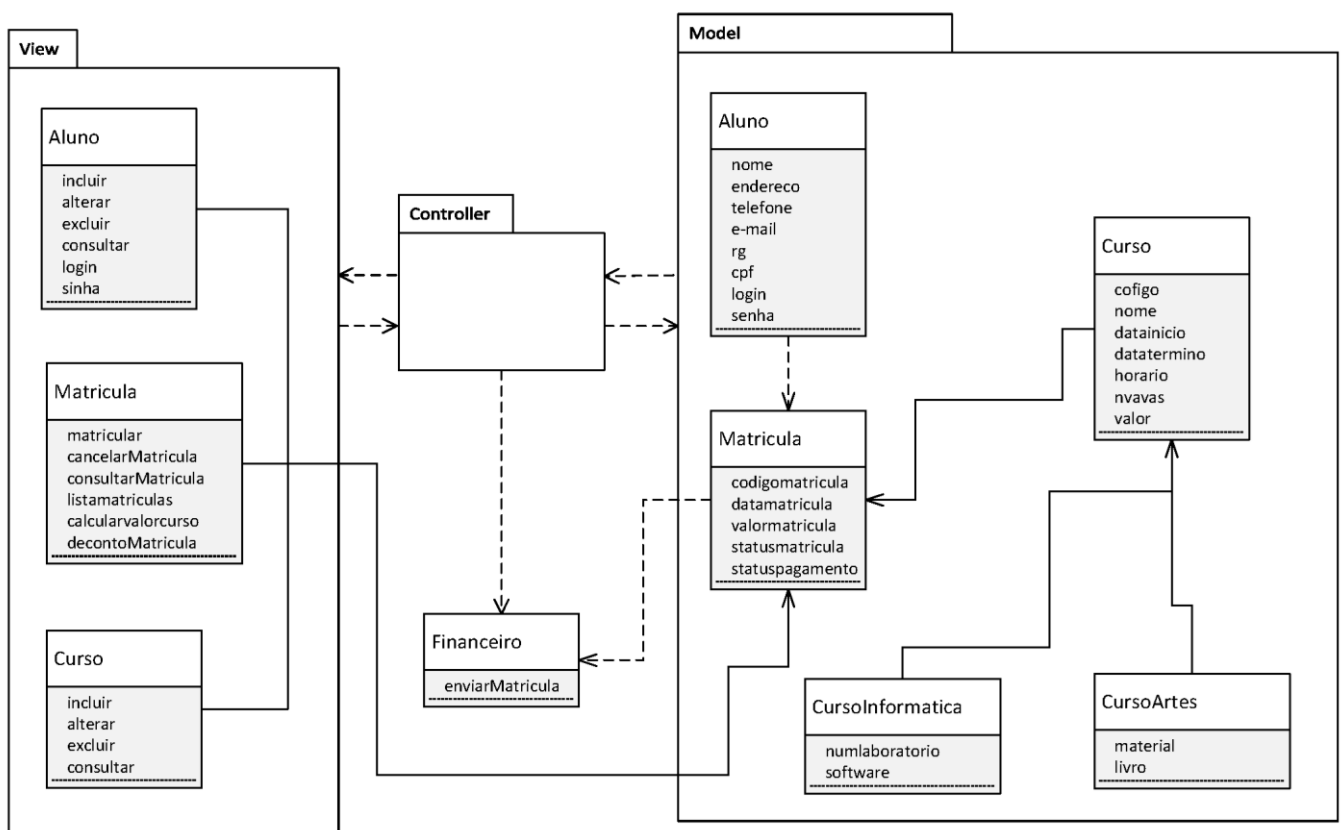 View
Aluno
incluir
alterar
excluir
consultar
login
sinha
Matricula
matricular
cancelarMatricula
consultarMatricula
listamatriculas
calcularvalorcurso
decontoMatricula
Curso
incluir
alterar
excluir
consultar
Controller
Financeiro
enviarMatricula
Model
Aluno
nome
endereco
telefone
e-mail
rg
cpf
login
senha
Matricula
codigomatricula
datamatricula
valormatricula
statusmatricula
statuspagamento
Curso
cofigo
nome
datainicio
datatermino
horario
nvavas
valor
CursoInformatica
numlaboratorio
software
CursoArtes
material
livro